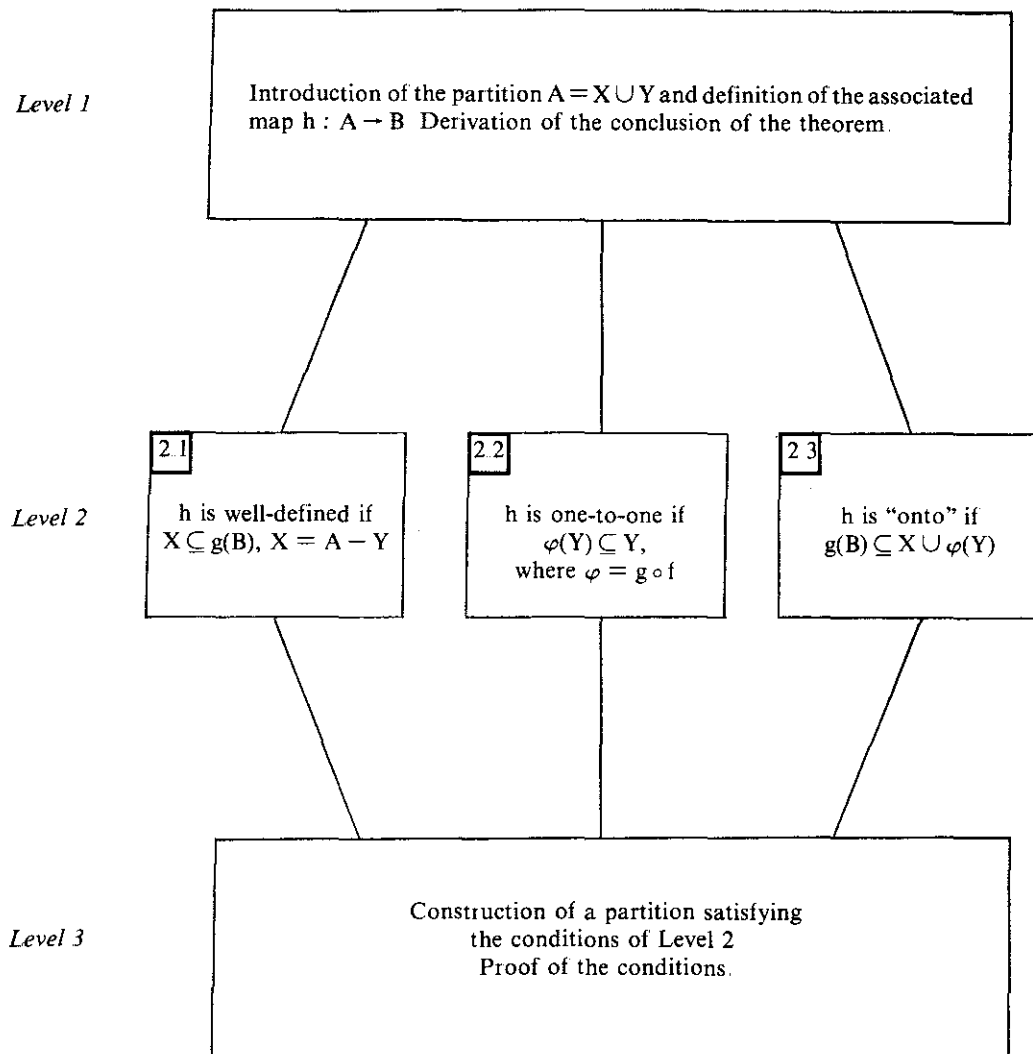 Level 1
Introduction of the partition A = X ∪ Y and definition of the associated
map h : A → B Derivation of the conclusion of the theorem.
Level 2
2.1
h is well-defined if
X ⊆ g(B), X = A − Y
2.2
h is one-to-one if
φ(Y) ⊆ Y,
where φ = g ∘ f
2 3
h is "onto" if
g(B) ⊆ X ∪ φ(Y)
Level 3
Construction of a partition satisfying
the conditions of Level 2
Proof of the conditions.